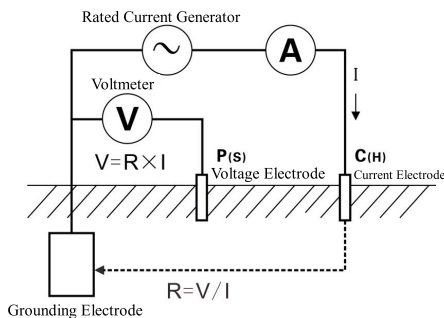 Rated Current Generator
A
I
Voltmeter
V
V=R×I
P(S)
Voltage Electrode
C(H)
Current Electrode
R=V/I
Grounding Electrode